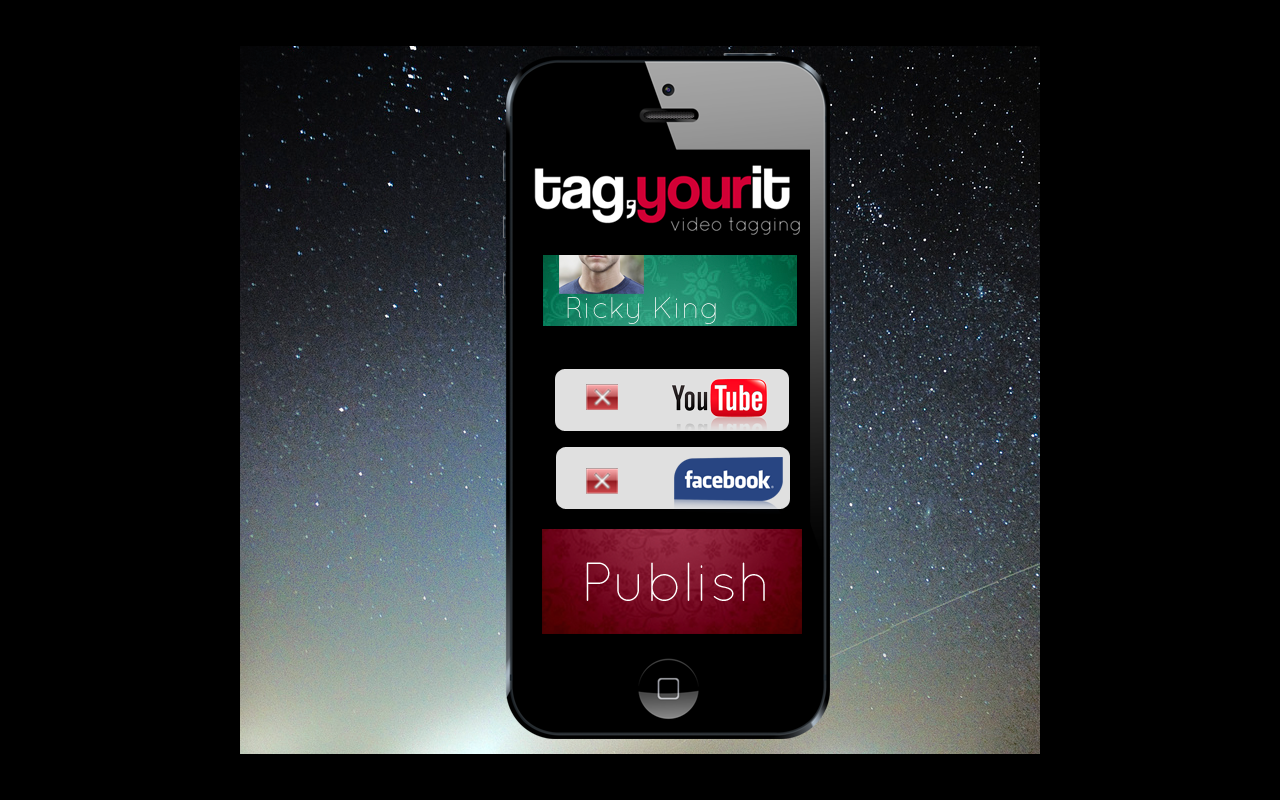 tag,yourit
video tagging
Ricky King
YouTube
facebook
Publish